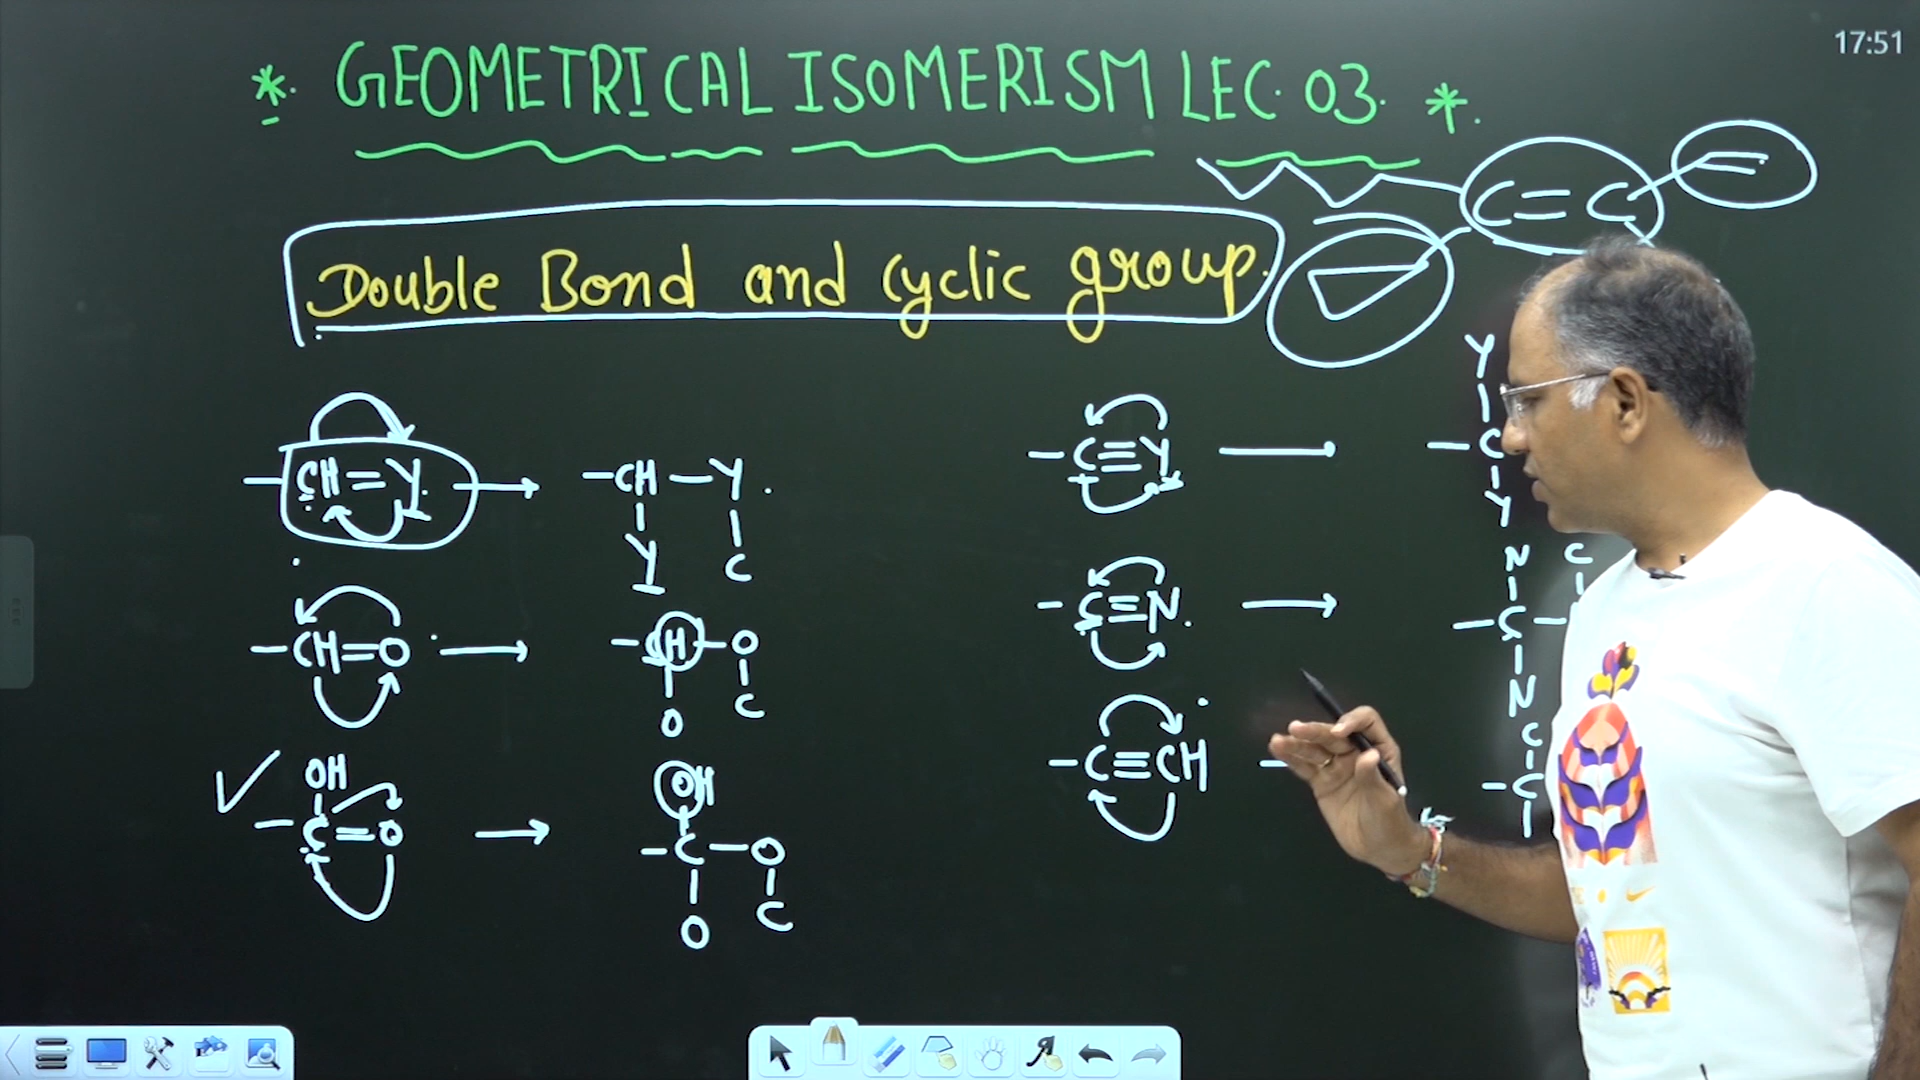 17:51
* GEOMETRICAL ISOMERISM LEC. 03. *
C=C
Double Bond and cyclic group.
-CH=Y → -CH-Y
Y C
-CH=O → -CH-O
O C
OH
-C=O → OH
-C-O
O C
-C≡Y → Y
-C
Y
-C≡N → N C
-C-
N
-C≡CH - C
-C